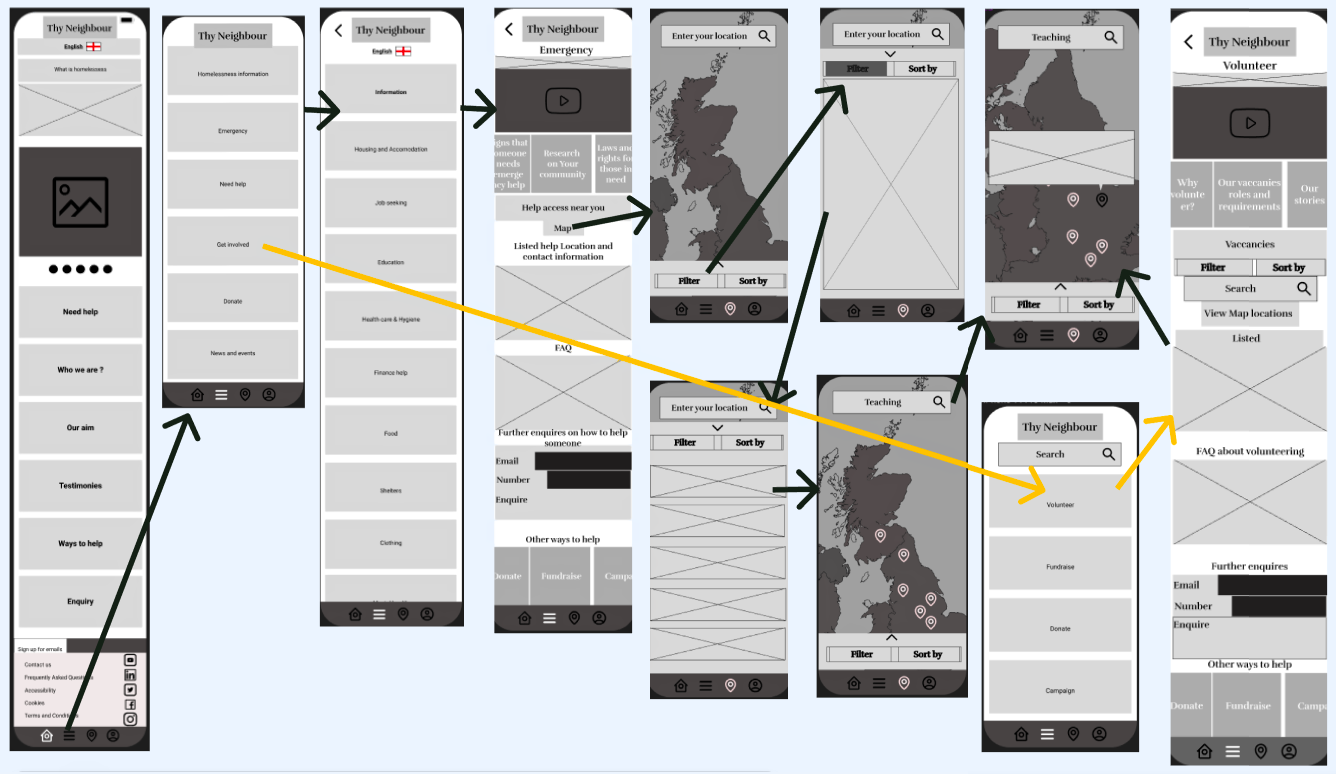 Thy Neighbour
English
What is homelessness
Need help
Who we are ?
Our aim
Testimonies
Ways to help
Enquiry
Sign up for emails
Contact us
Frequently Asked Questions
Accessibility
Cookies
Terms and Conditions
Thy Neighbour
Homelessness information
Emergency
Need help
Get involved
Donate
News and events
Thy Neighbour
English
Information
Housing and Accomodation
Job seeking
Education
Health care & Hygiene
Finance help
Food
Shelters
Clothing
Thy Neighbour
Emergency
igns that
omeone
needs
emerge
ncy help
Research
on Your
community
Laws and
rights fo
those in
need
Help access near you
Map
Listed help Location and
contact information
FAQ
Further enquires on how to help
someone
Email
Number
Enquire
Other ways to help
Donate
Fundraise
Campa
Enter your location
Filter
Sort by
Enter your location
Filter
Sort by
Enter your location
Filter
Sort by
Teaching
Filter
Sort by
Teaching
Filter
Sort by
Thy Neighbour
Search
Volunteer
Fundraise
Donate
Campaign
Thy Neighbour
Volunteer
Why
volunte
er?
Our vaccanies
roles and
requirements
Our
stories
Vaccancies
Filter
Sort by
Search
View Map locations
Listed
FAQ about volunteering
Further enquires
Email
Number
Enquire
Other ways to help
Donate
Fundraise
Campa